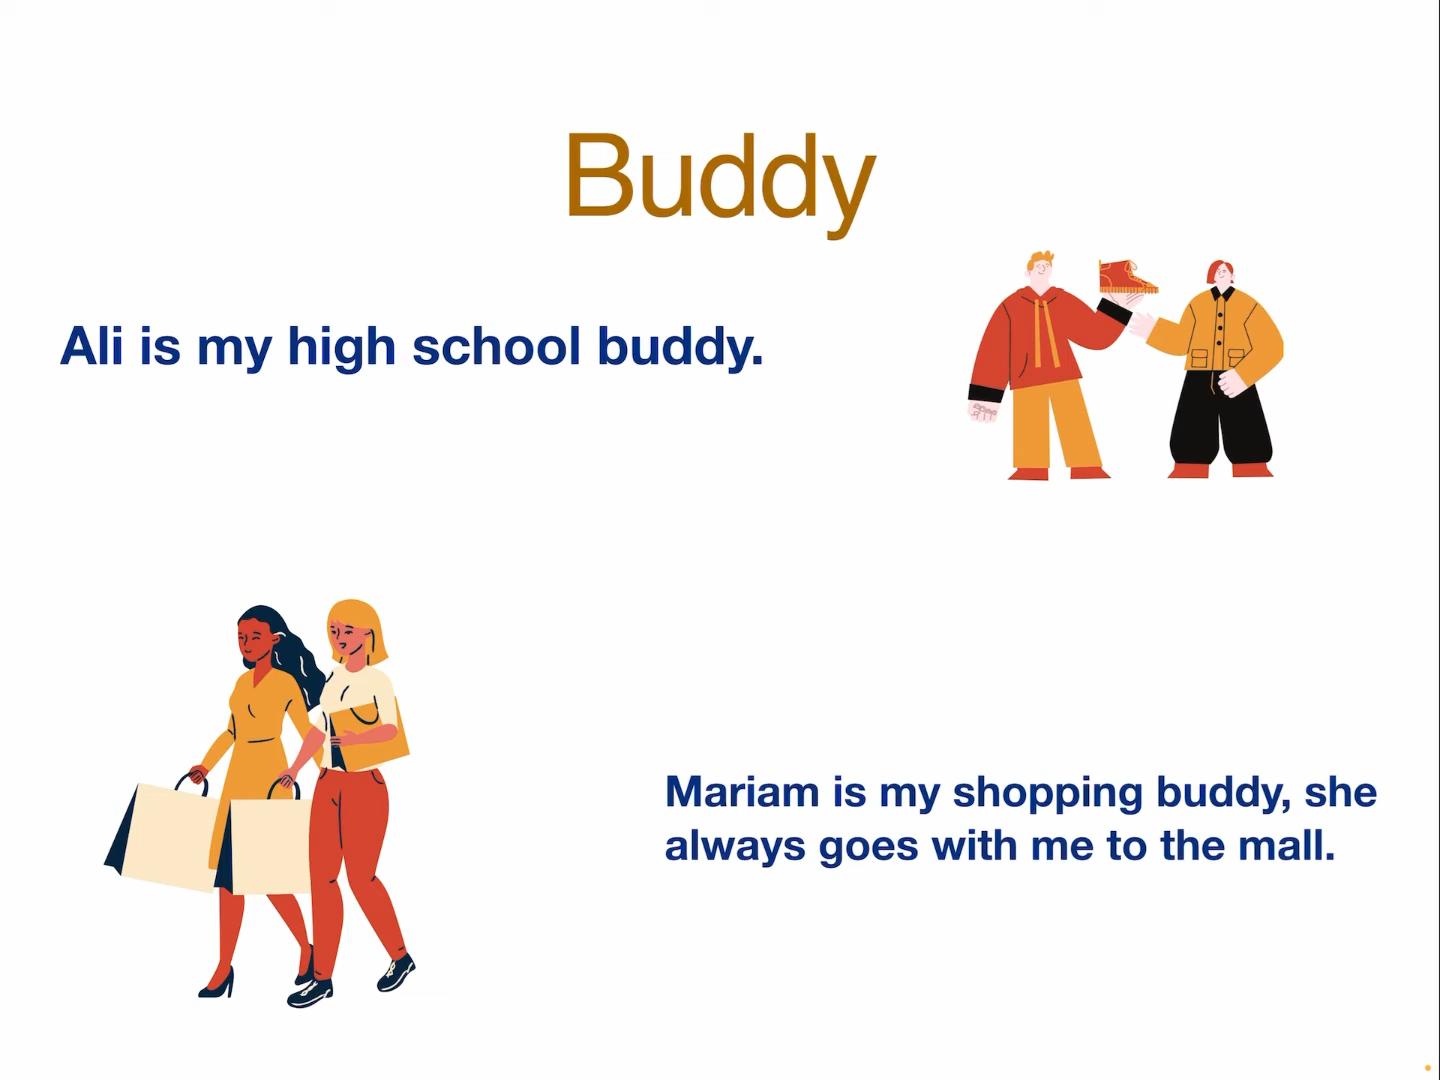 Buddy
Ali is my high school buddy.
Mariam is my shopping buddy, she
always goes with me to the mall.